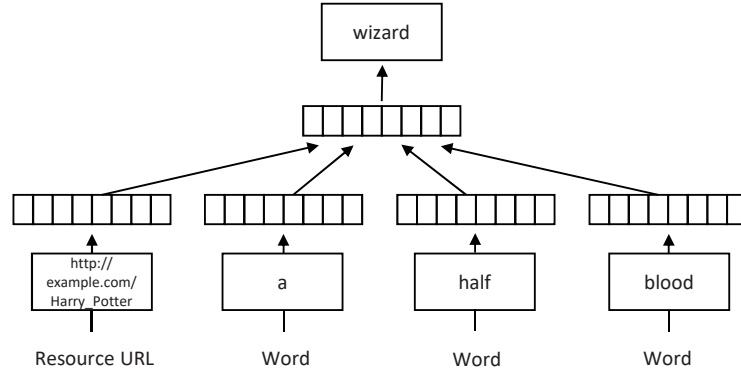 wizard
http://
example.com/
Harry_Potter
a
half
blood
Resource URL
Word
Word
Word